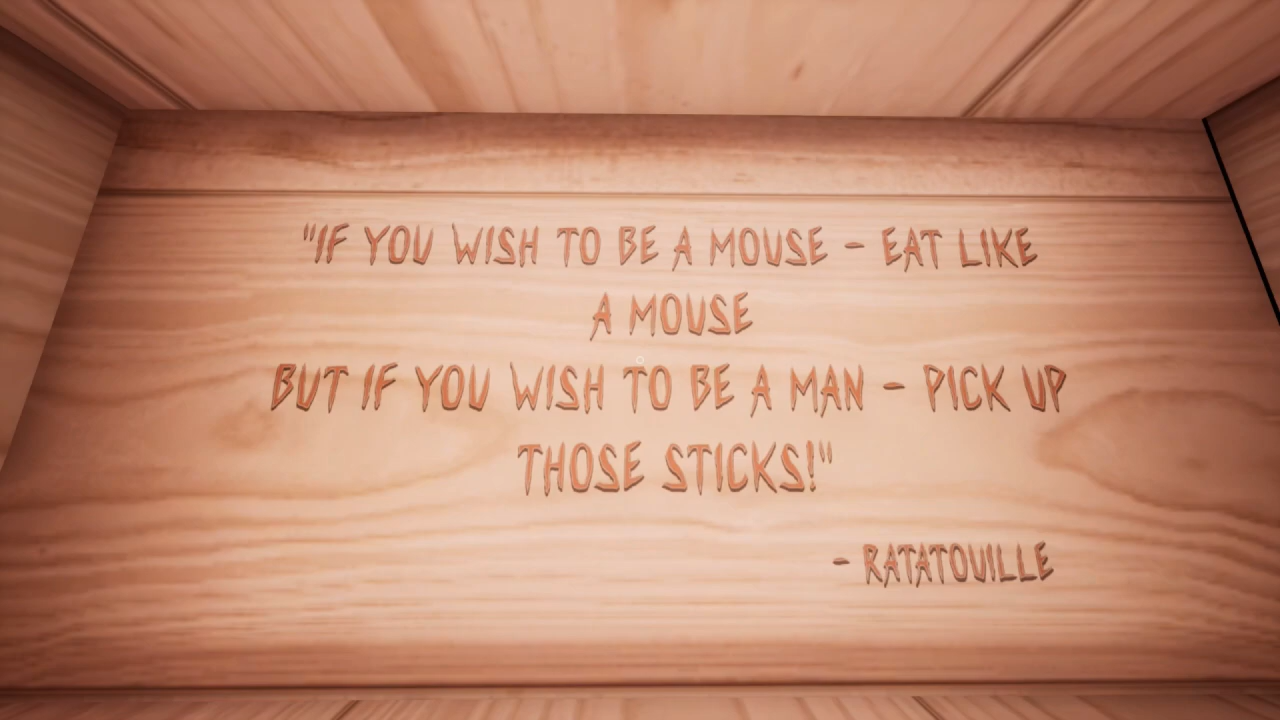 "IF YOU WISH TO BE A MOUSE - EAT LIKE
A MOUSE
BUT IF YOU WISH TO BE A MAN - PICK UP
THOSE STICKS!"
- RATATOUILLE